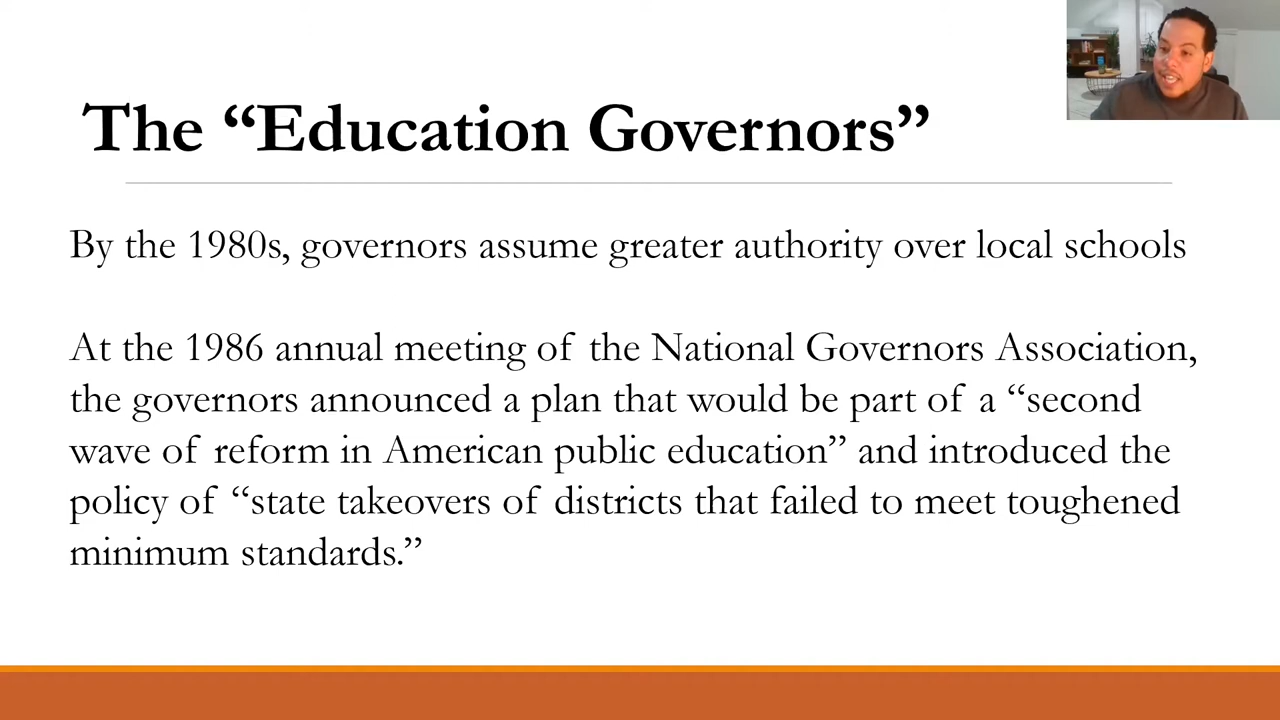 The “Education Governors”
By the 1980s, governors assume greater authority over local schools
At the 1986 annual meeting of the National Governors Association,
the governors announced a plan that would be part of a “second
wave of reform in American public education” and introduced the
policy of “state takeovers of districts that failed to meet toughened
minimum standards.”